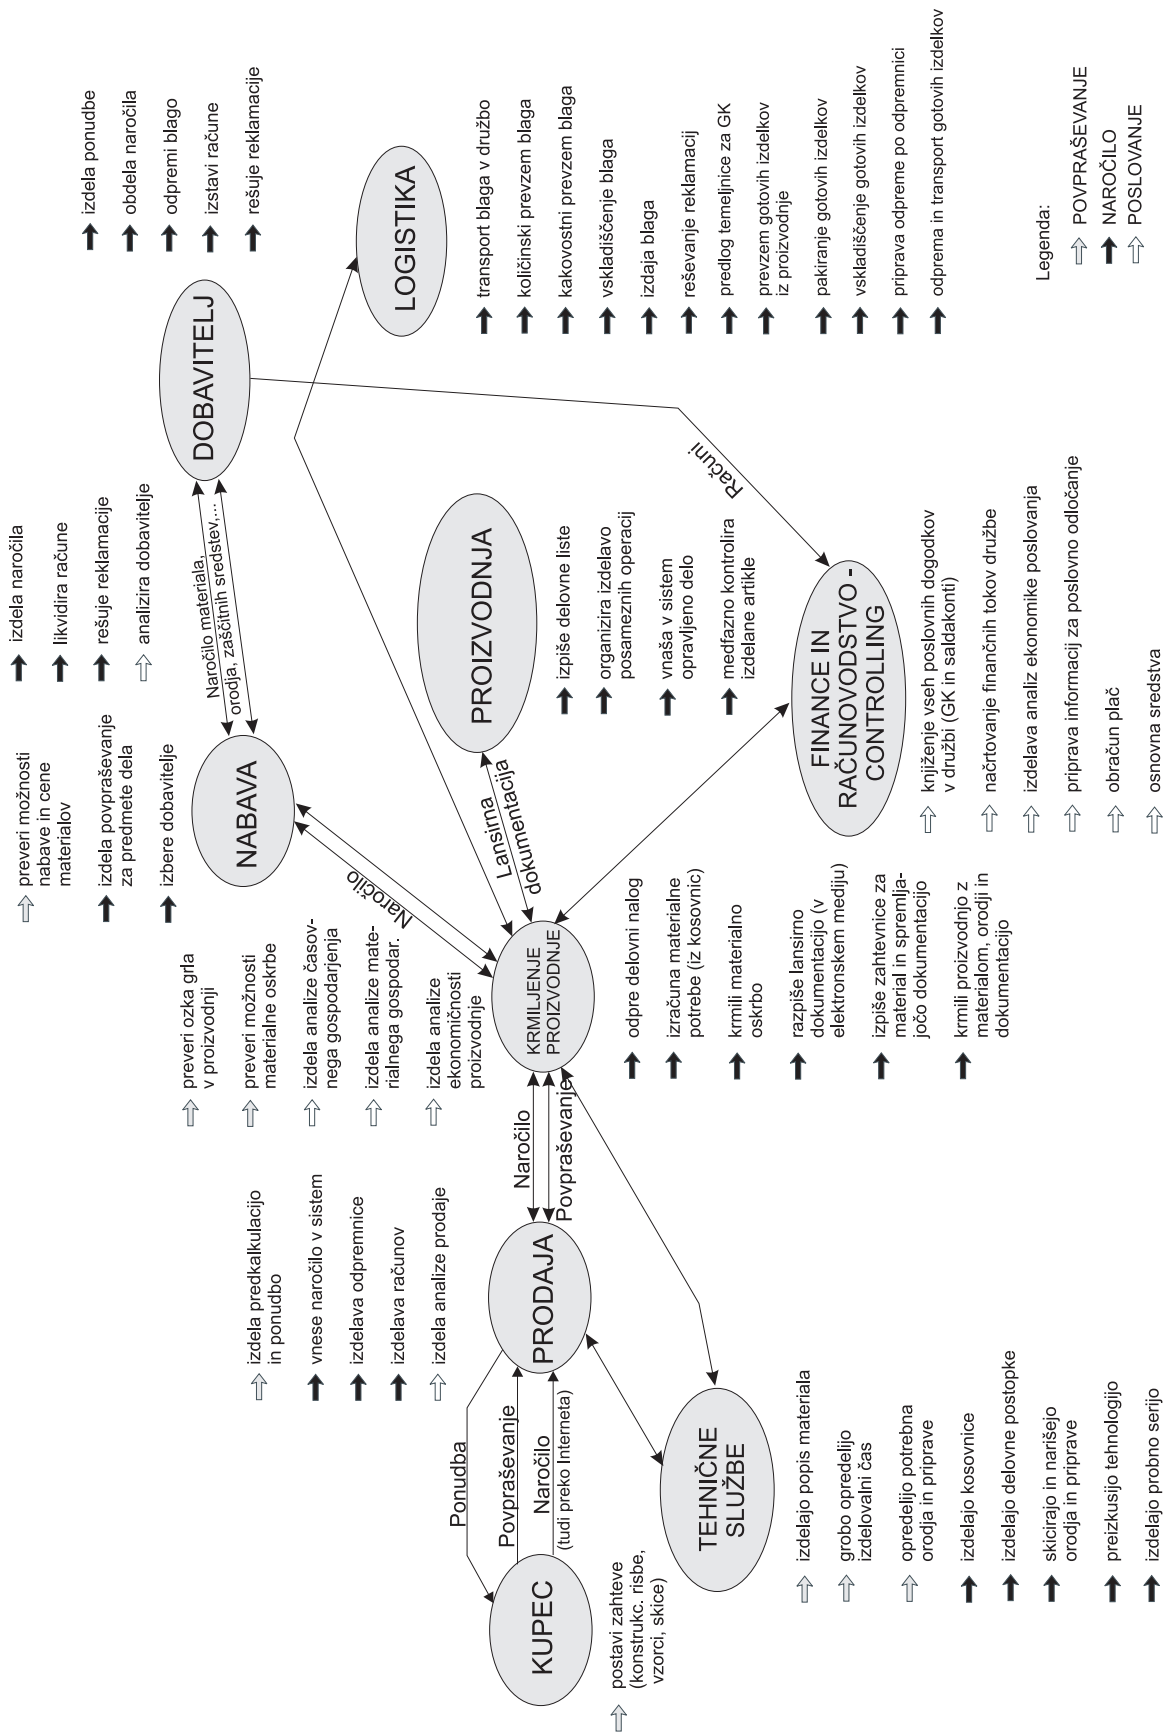 KUPEC
postavi zahteve
(konstrukc. risbe,
vzorci, skice)
Ponudba
Povpraševanje
Naročilo
(tudi preko Interneta)
PRODAJA
izdela predkalkulacijo
in ponudbo
vnese naročilo v sistem
izdelava odpremnice
izdelava računov
izdela analize prodaje
TEHNIČNE
SLUŽBE
izdelajo popis materiala
grobo opredelijo
izdelovalni čas
opredelijo potrebna
orodja in priprave
izdelajo kosovnice
izdelajo delovne postopke
skicirajo in narišejo
orodja in priprave
preizkusijo tehnologijo
izdelajo probno serijo
Naročilo
Povpraševanje
KRMILJENJE
PROIZVODNJE
preveri ozka grla
v proizvodnji
preveri možnosti
materialne oskrbe
izdela analize časov-
nega gospodarjenja
izdela analize mate-
rialnega gospodar.
izdela analize
ekonomičnosti
proizvodnje
odpre delovni nalog
izračuna materialne
potrebe (iz kosovnic)
krmili materialno
oskrbo
razpiše lansirno
dokumentacijo (v
elektronskem mediju)
izpiše zahtevnice za
material in spremlja-
jočo dokumentacijo
krmili proizvodnjo z
materialom, orodji in
dokumentacijo
Naročilo
Lansirna
dokumentacija
NABAVA
preveri možnosti
nabave in cene
materialov
izdela povpraševanje
za predmete dela
izbere dobavitelje
izdela naročila
likvidira račune
rešuje reklamacije
analizira dobavitelje
Naročilo materiala,
orodja, zaščitnih sredstev,...
PROIZVODNJA
izpiše delovne liste
organizira izdelavo
posameznih operacij
vnaša v sistem
opravljeno delo
medfazno kontrolira
izdelane artikle
FINANCE IN
RAČUNOVODSTVO -
CONTROLLING
knjiženje vseh poslovnih dogodkov
v družbi (GK in saldakonti)
načrtovanje finančnih tokov družbe
izdelava analiz ekonomike poslovanja
priprava informacij za poslovno odločanje
obračun plač
osnovna sredstva
Računi
DOBAVITELJ
izdela ponudbe
obdela naročila
odpremi blago
izstavi račune
rešuje reklamacije
LOGISTIKA
transport blaga v družbo
količinski prevzem blaga
kakovostni prevzem blaga
vskladiščenje blaga
izdaja blaga
reševanje reklamacij
predlog temeljnice za GK
prevzem gotovih izdelkov
iz proizvodnje
pakiranje gotovih izdelkov
vskladiščenje gotovih izdelkov
priprava odpreme po odpremnici
odprema in transport gotovih izdelkov
Legenda:
POVPRAŠEVANJE
NAROČILO
POSLOVANJE